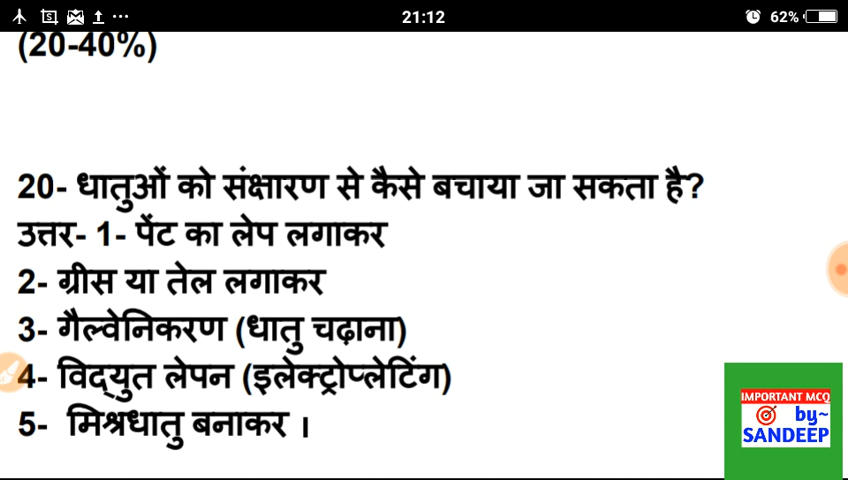 21:12
62%
(20-40%)
20- धातुओं को संक्षारण से कैसे बचाया जा सकता है?
उत्तर- 1- पेंट का लेप लगाकर
2- ग्रीस या तेल लगाकर
3- गैल्वेनिकरण (धातु चढ़ाना)
4- विद्‌युत लेपन (इलेक्ट्रोप्लेटिंग)
5- मिश्रधातु बनाकर ।
IMPORTANT MCQ
by~
SANDEEP